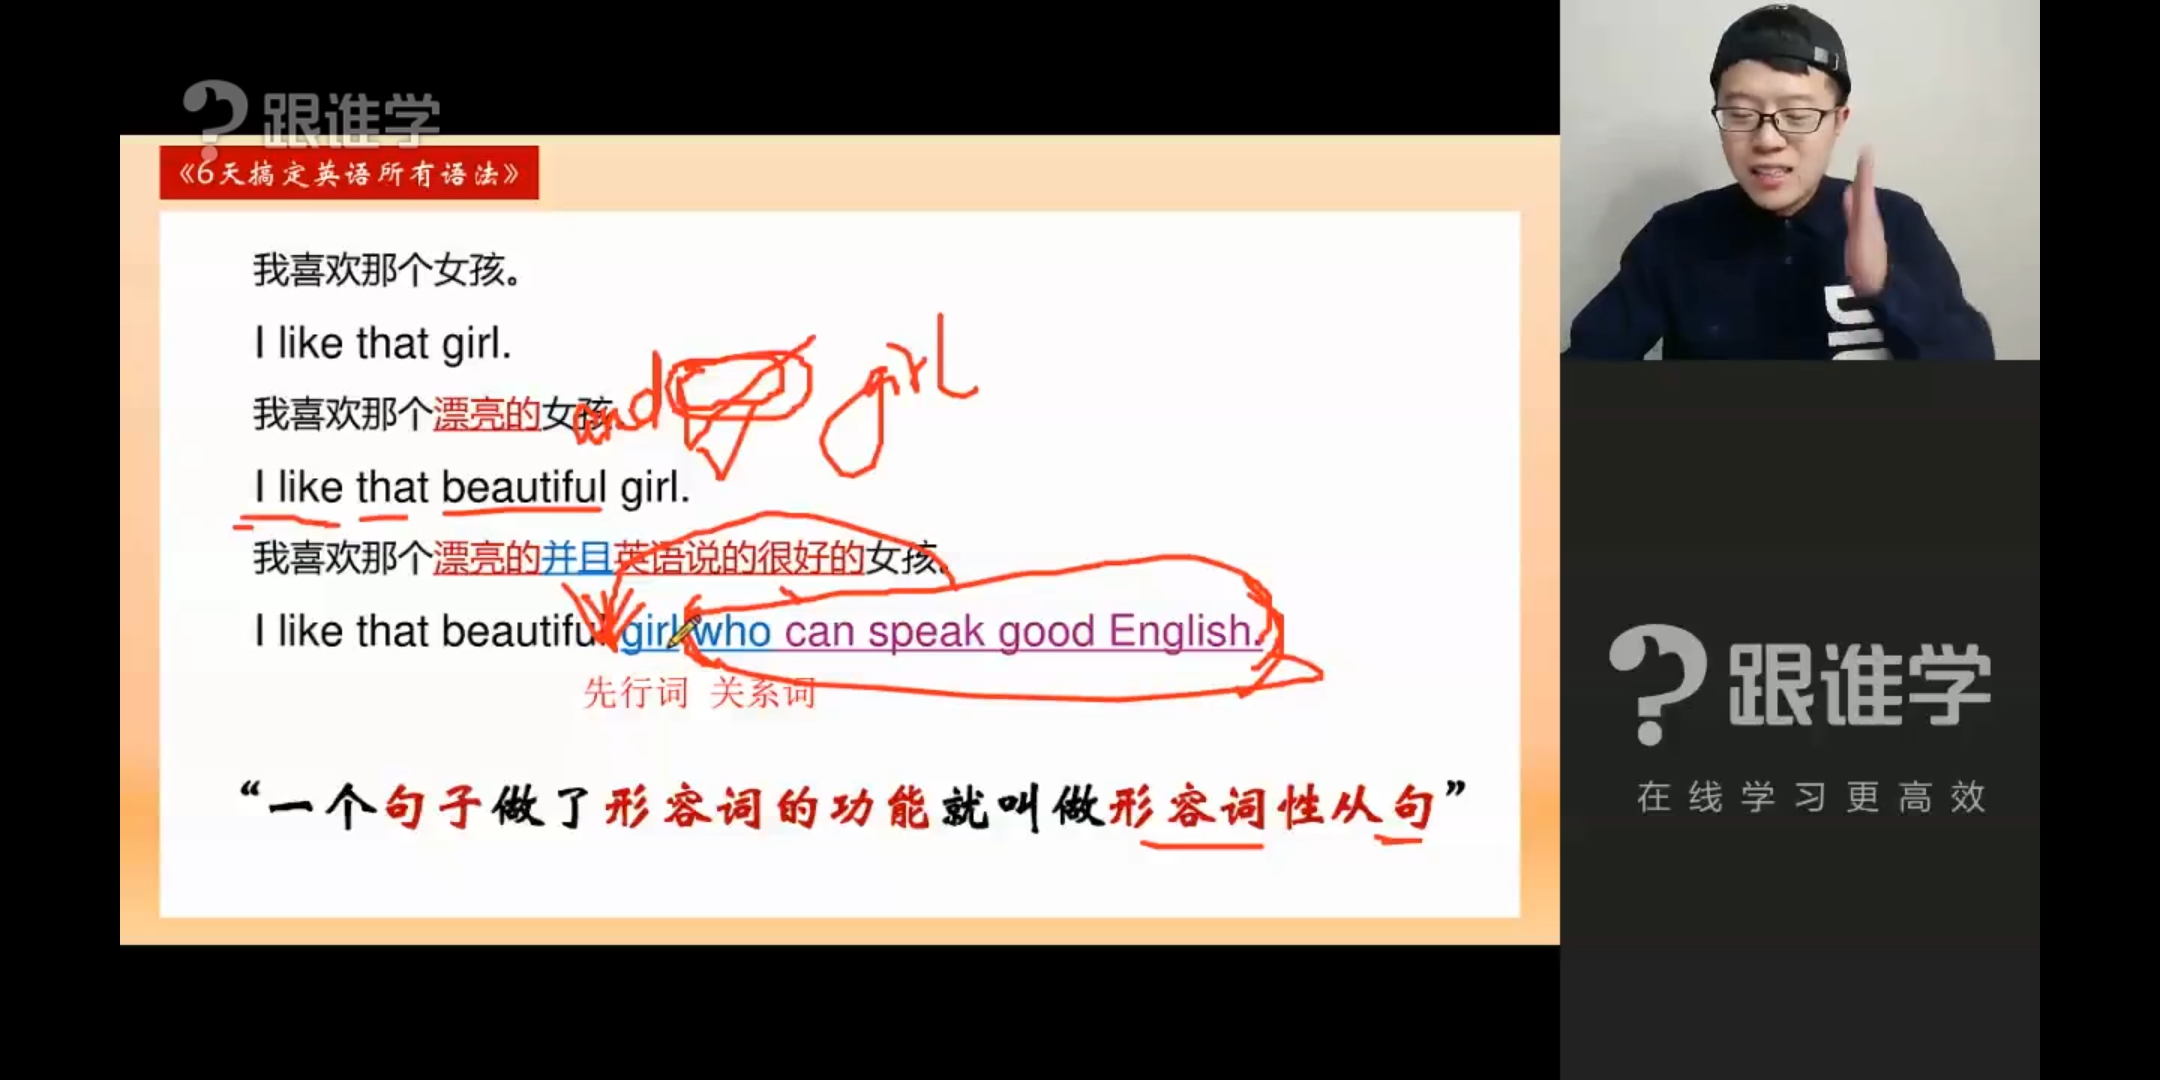 跟谁学
《6天搞定英语所有语法》
我喜欢那个女孩。
I like that girl.
and girl
我喜欢那个漂亮的女孩
I like that beautiful girl.
我喜欢那个漂亮的并且英语说的很好的女孩。
I like that beautiful girl who can speak good English.
先行词 关系词
“一个句子做了形容词的功能就叫做形容词性从句”
跟谁学
在线学习更高效